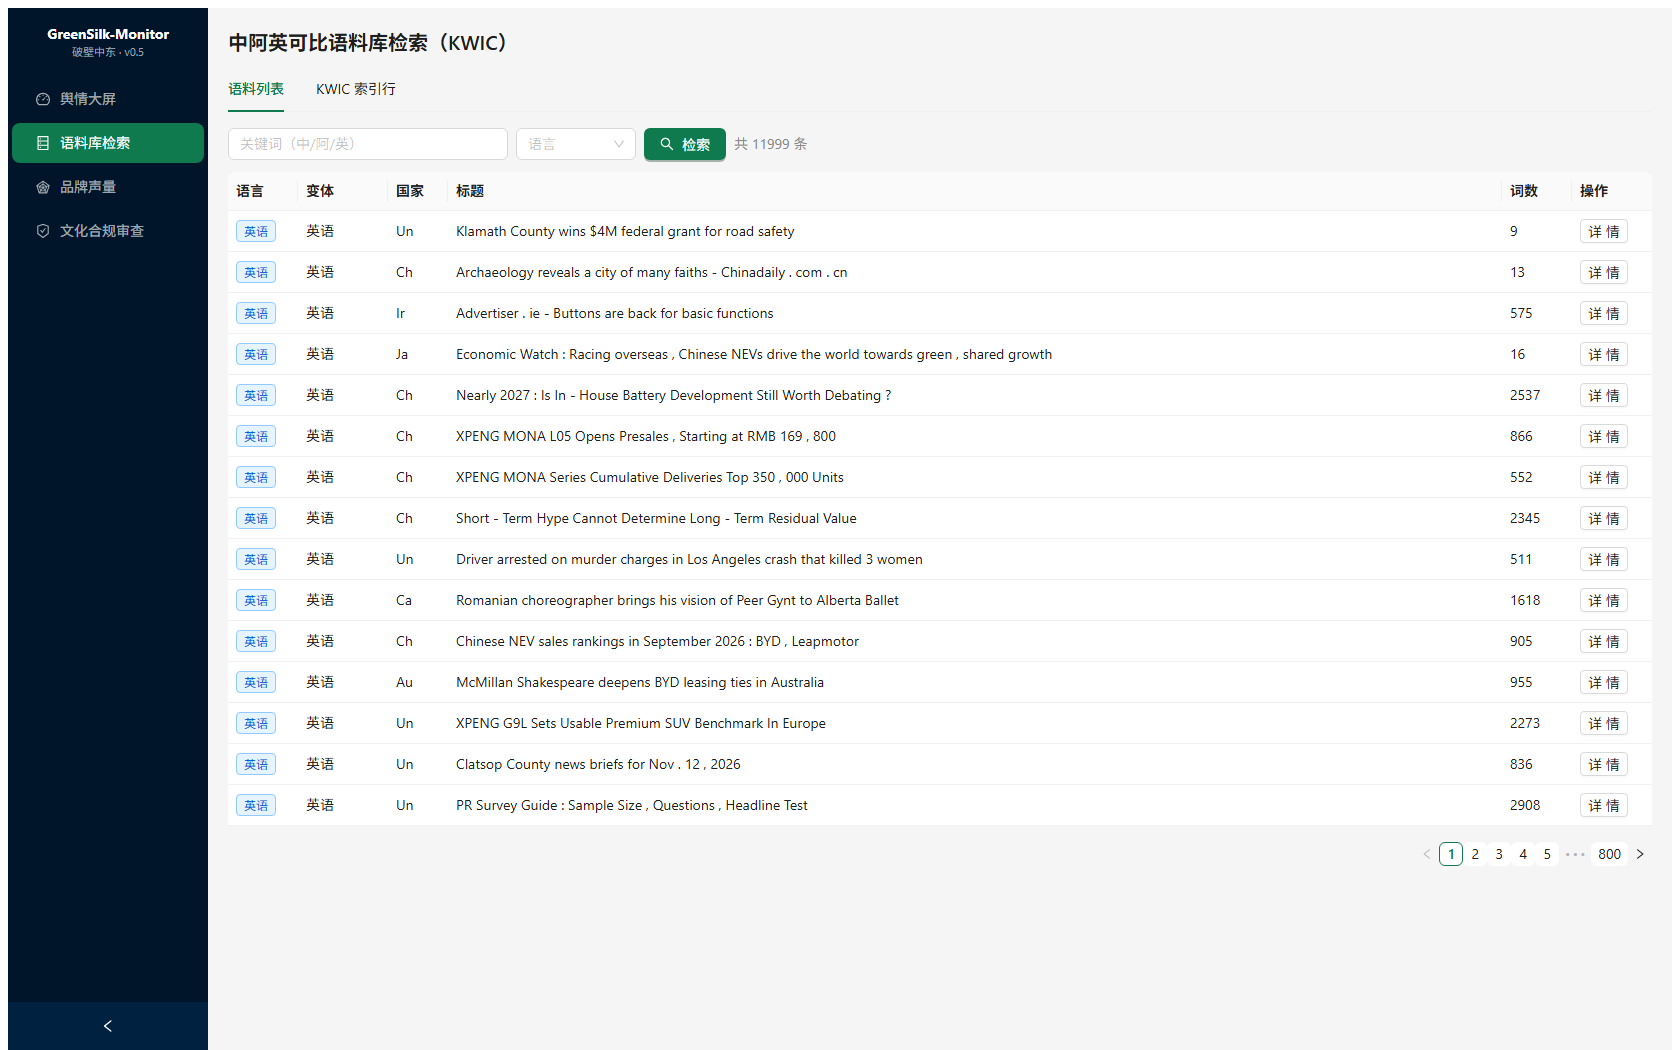 GreenSilk-Monitor
破壁中东 · v0.5
舆情大屏
语料库检索
品牌声量
文化合规审查
中阿英可比语料库检索（KWIC）
语料列表 KWIC 索引行
关键词（中/阿/英） 语言 检索 共 11999 条
语言 变体 国家 标题 词数 操作
英语 英语 Un Klamath County wins $4M federal grant for road safety 9 详 情
英语 英语 Ch Archaeology reveals a city of many faiths - Chinadaily . com . cn 13 详 情
英语 英语 Ir Advertiser . ie - Buttons are back for basic functions 575 详 情
英语 英语 Ja Economic Watch : Racing overseas , Chinese NEVs drive the world towards green , shared growth 16 详 情
英语 英语 Ch Nearly 2027 : Is In - House Battery Development Still Worth Debating ? 2537 详 情
英语 英语 Ch XPENG MONA L05 Opens Presales , Starting at RMB 169 , 800 866 详 情
英语 英语 Ch XPENG MONA Series Cumulative Deliveries Top 350 , 000 Units 552 详 情
英语 英语 Ch Short - Term Hype Cannot Determine Long - Term Residual Value 2345 详 情
英语 英语 Un Driver arrested on murder charges in Los Angeles crash that killed 3 women 511 详 情
英语 英语 Ca Romanian choreographer brings his vision of Peer Gynt to Alberta Ballet 1618 详 情
英语 英语 Ch Chinese NEV sales rankings in September 2026 : BYD , Leapmotor 905 详 情
英语 英语 Au McMillan Shakespeare deepens BYD leasing ties in Australia 955 详 情
英语 英语 Un XPENG G9L Sets Usable Premium SUV Benchmark In Europe 2273 详 情
英语 英语 Un Clatsop County news briefs for Nov . 12 , 2026 836 详 情
英语 英语 Un PR Survey Guide : Sample Size , Questions , Headline Test 2908 详 情
1 2 3 4 5 ••• 800